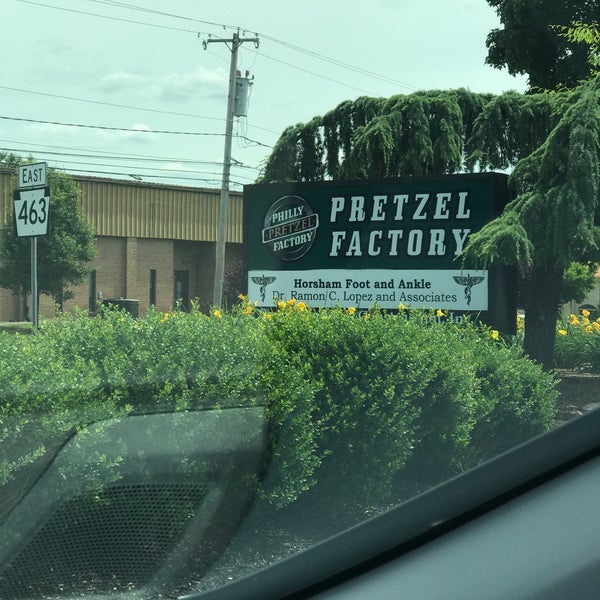 EAST
463
PHILLY
PRETZEL
FACTORY
PRETZEL
FACTORY
Horsham Foot and Ankle
Dr. Ramon C. Lopez and Associates